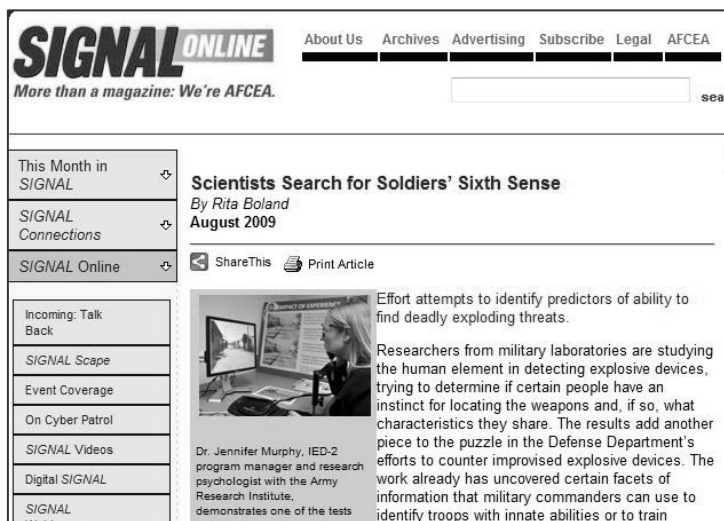 SIGNAL ONLINE
More than a magazine: We're AFCEA.
About Us Archives Advertising Subscribe Legal AFCEA
sea
This Month in
SIGNAL
SIGNAL
Connections
SIGNAL Online
Incoming: Talk
Back
SIGNAL Scape
Event Coverage
On Cyber Patrol
SIGNAL Videos
Digital SIGNAL
SIGNAL
Scientists Search for Soldiers' Sixth Sense
By Rita Boland
August 2009
ShareThis Print Article
IMPACT OF EXPERIENCE
Dr. Jennifer Murphy, IED-2
program manager and research
psychologist with the Army
Research Institute,
demonstrates one of the tests
Effort attempts to identify predictors of ability to
find deadly exploding threats.
Researchers from military laboratories are studying
the human element in detecting explosive devices,
trying to determine if certain people have an
instinct for locating the weapons and, if so, what
characteristics they share. The results add another
piece to the puzzle in the Defense Department's
efforts to counter improvised explosive devices. The
work already has uncovered certain facets of
information that military commanders can use to
identify troops with innate abilities or to train